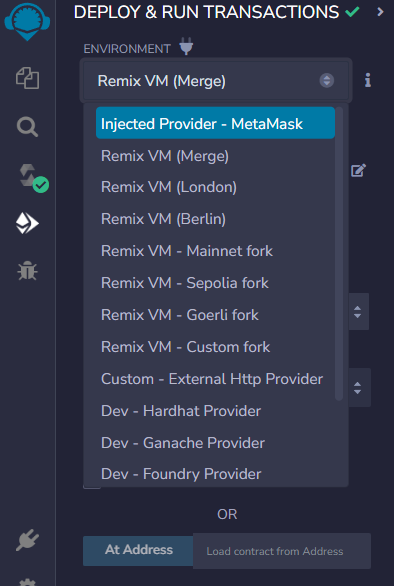 DEPLOY & RUN TRANSACTIONS
ENVIRONMENT
Remix VM (Merge)
Injected Provider - MetaMask
Remix VM (Merge)
Remix VM (London)
Remix VM (Berlin)
Remix VM - Mainnet fork
Remix VM - Sepolia fork
Remix VM - Goerli fork
Remix VM - Custom fork
Custom - External Http Provider
Dev - Hardhat Provider
Dev - Ganache Provider
Dev - Foundry Provider
OR
At Address Load contract from Address